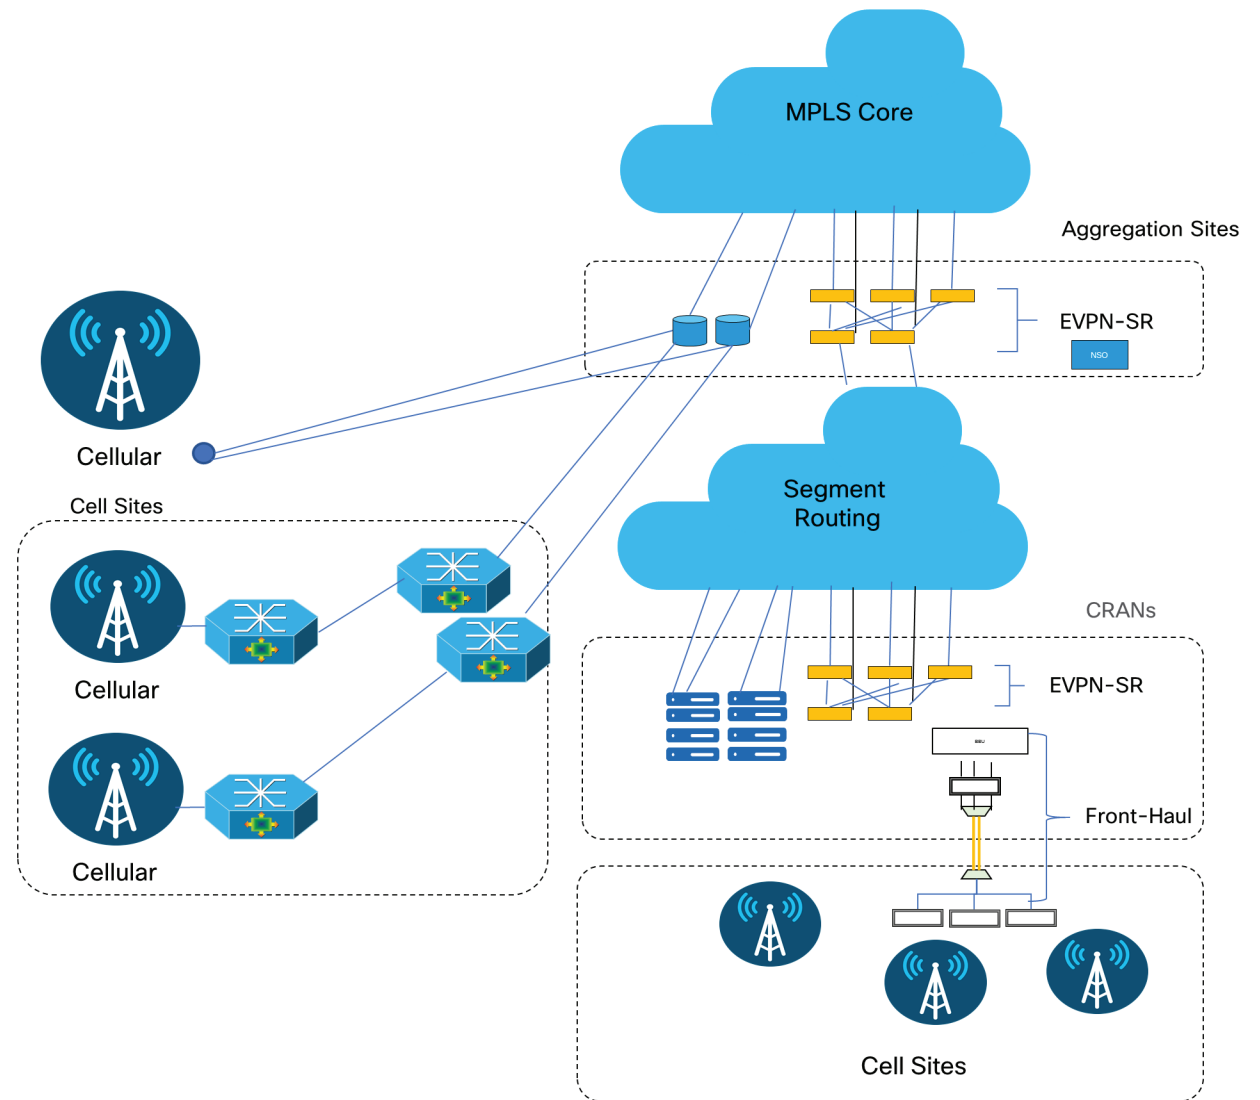 MPLS Core
Aggregation Sites
EVPN-SR
NSO
Cellular
Cell Sites
Segment
Routing
CRANs
Cellular
EVPN-SR
BBU
Front-Haul
Cellular
Cell Sites